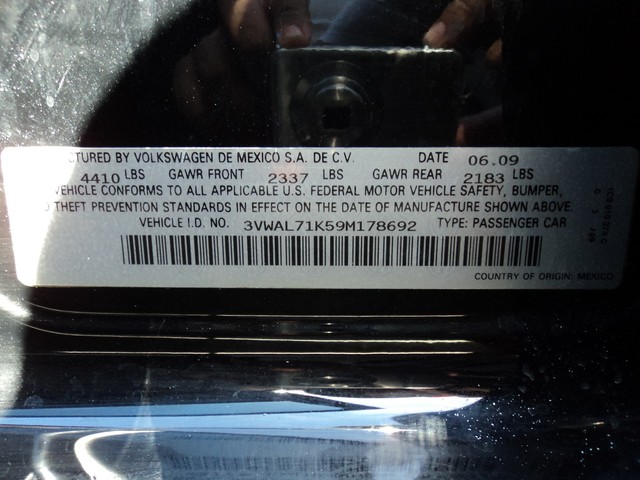 CTURED BY VOLKSWAGEN DE MEXICO S.A. DE C.V. DATE 06.09
4410 LBS GAWR FRONT 2337 LBS GAWR REAR 2183 LBS
VEHICLE CONFORMS TO ALL APPLICABLE U.S. FEDERAL MOTOR VEHICLE SAFETY, BUMPER,
D THEFT PREVENTION STANDARDS IN EFFECT ON THE DATE OF MANUFACTURE SHOWN ABOVE.
VEHICLE I.D. NO. 3VWAL71K59M178692 TYPE: PASSENGER CAR
COUNTRY OF ORIGIN: MEXICO